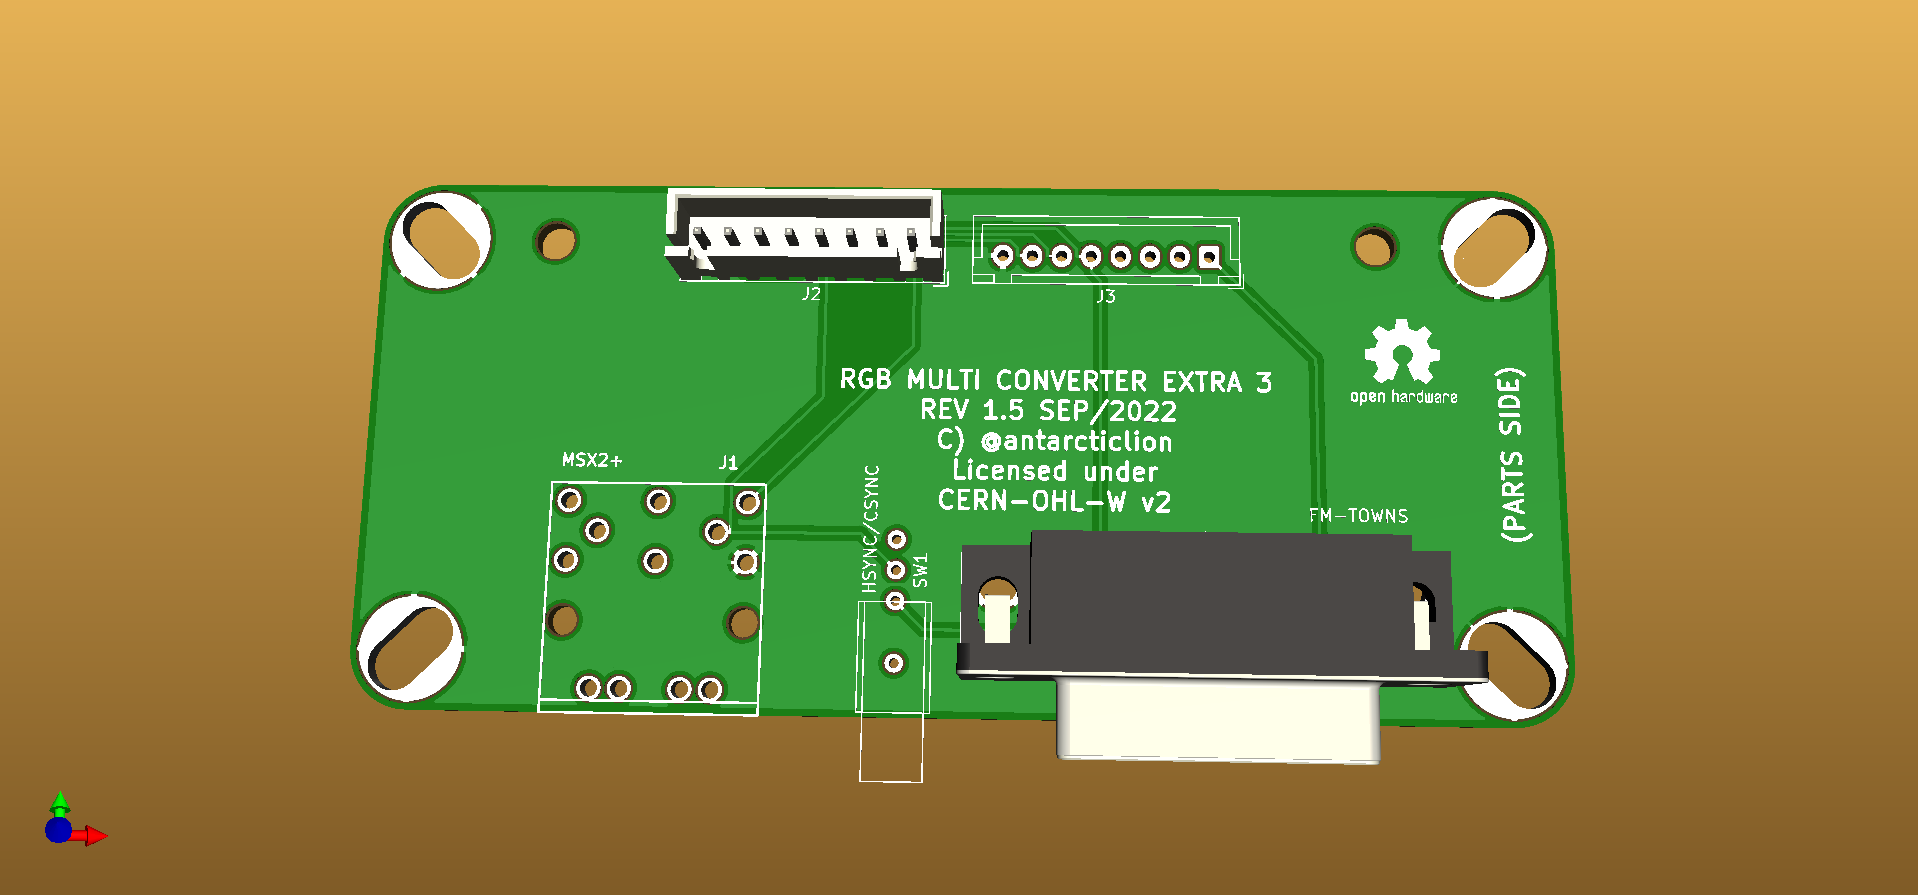 J2
J3
RGB MULTI CONVERTER EXTRA 3
REV 1.5 SEP/2022
C) @antarcticlion
Licensed under
CERN-OHL-W v2
open hardware
(PARTS SIDE)
MSX2+
J1
HSYNC/CSYNC
SW1
FM-TOWNS